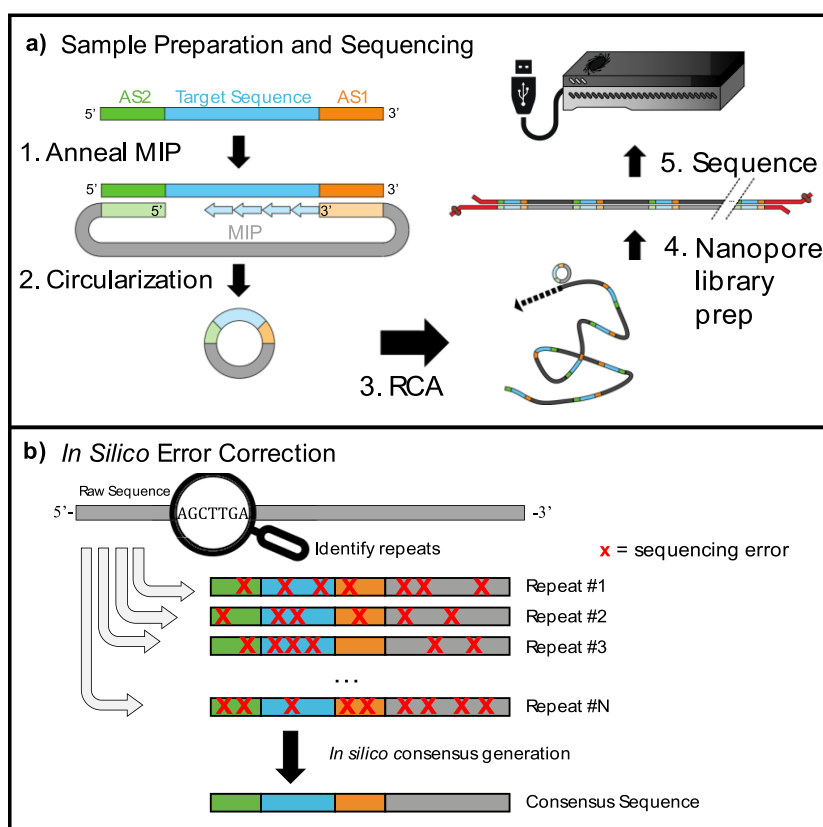 a) Sample Preparation and Sequencing
AS2 Target Sequence AS1
5’ 3’
1. Anneal MIP
3’
5’ 3’
MIP
2. Circularization
3. RCA
4. Nanopore
library
prep
5. Sequence
b) In Silico Error Correction
Raw Sequence
5’- AGCTTGA -3’
Identify repeats
x = sequencing error
Repeat #1
Repeat #2
Repeat #3
...
Repeat #N
In silico consensus generation
Consensus Sequence